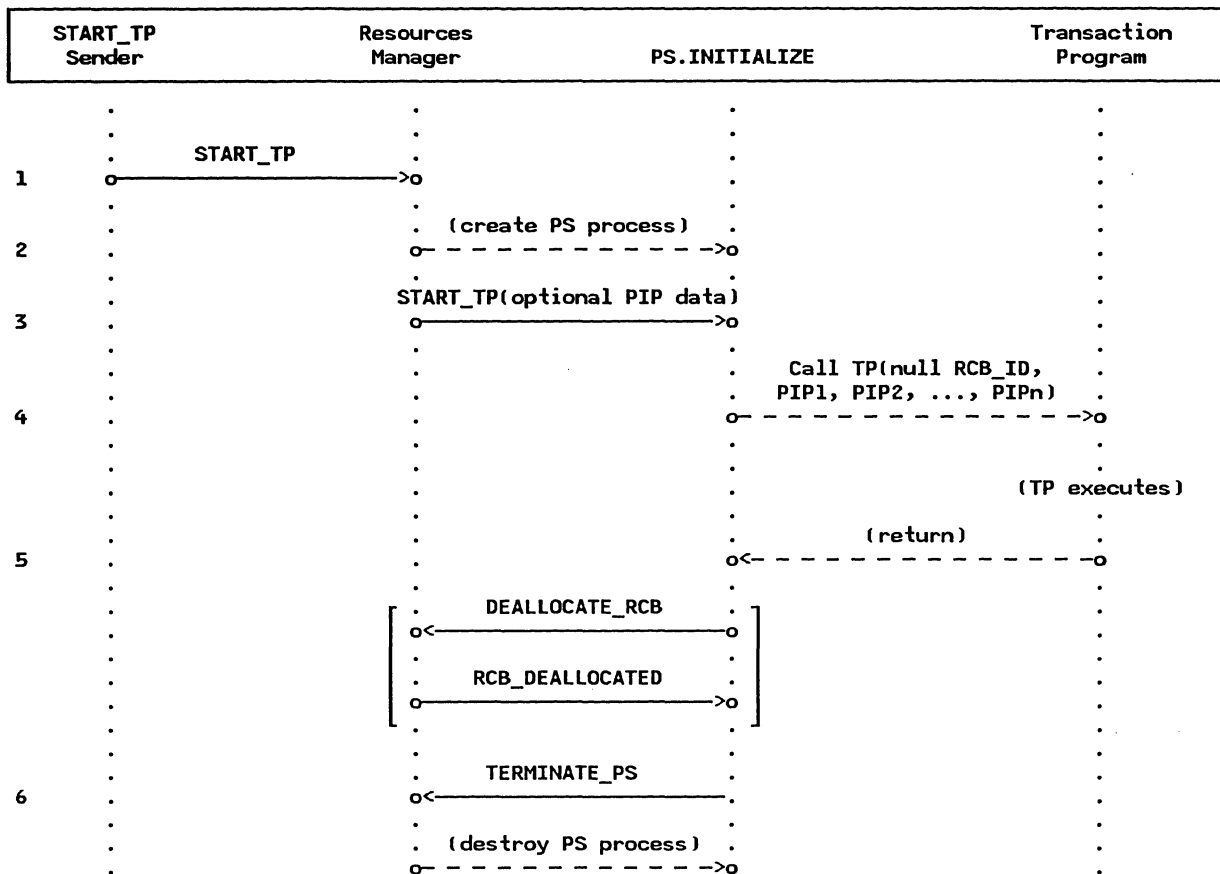 START_TP Resources Transaction
Sender Manager PS.INITIALIZE Program
START_TP
1
(create PS process)
2
START_TP(optional PIP data)
3
Call TP(null RCB_ID,
PIP1, PIP2, ..., PIPn)
4
(TP executes)
(return)
5
DEALLOCATE_RCB
RCB_DEALLOCATED
TERMINATE_PS
6
(destroy PS process)